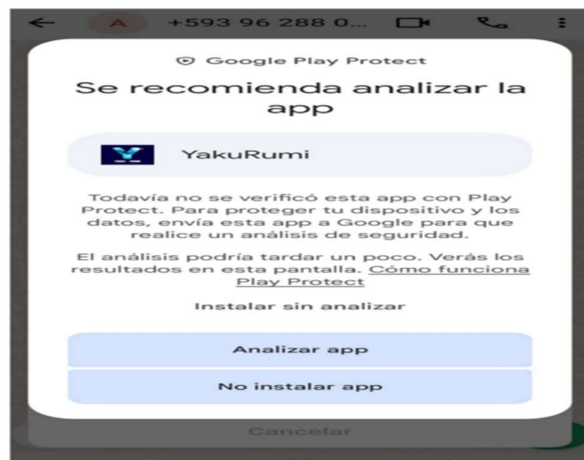 A +593 96 288 0...
Google Play Protect
Se recomienda analizar la
app
YakuRumi
Todavía no se verificó esta app con Play
Protect. Para proteger tu dispositivo y los
datos, envía esta app a Google para que
realice un análisis de seguridad.
El análisis podría tardar un poco. Verás los
resultados en esta pantalla. Cómo funciona
Play Protect
Instalar sin analizar
Analizar app
No instalar app
Cancelar